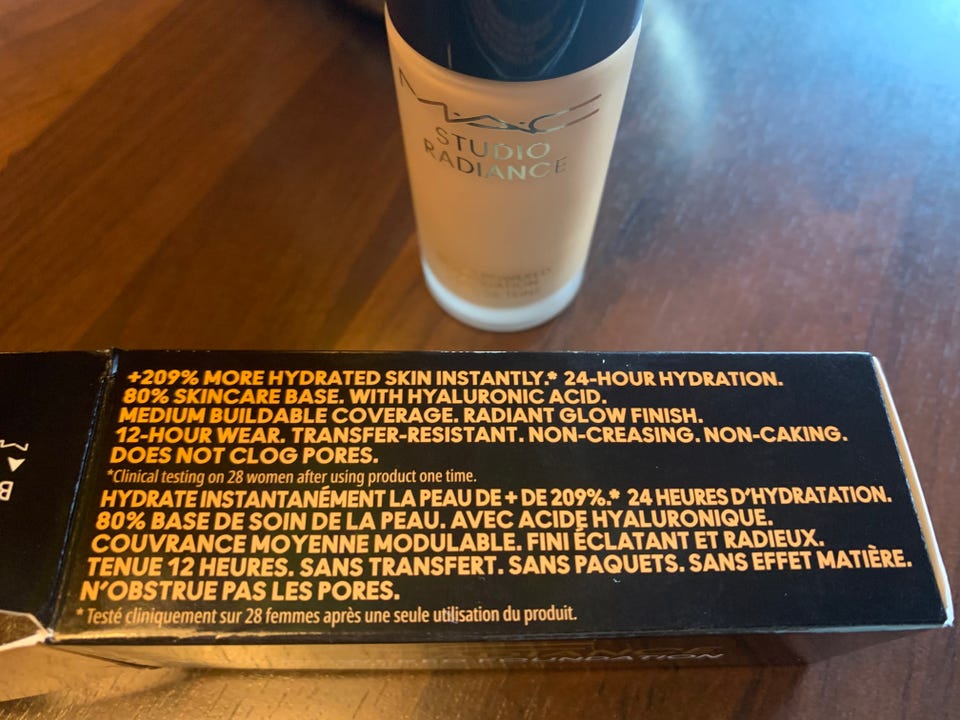 M·A·C
STUDIO
RADIANCE
POWERED
+209% MORE HYDRATED SKIN INSTANTLY.* 24-HOUR HYDRATION.
80% SKINCARE BASE. WITH HYALURONIC ACID.
MEDIUM BUILDABLE COVERAGE. RADIANT GLOW FINISH.
12-HOUR WEAR. TRANSFER-RESISTANT. NON-CREASING. NON-CAKING.
DOES NOT CLOG PORES.
*Clinical testing on 28 women after using product one time.
HYDRATE INSTANTANÉMENT LA PEAU DE + DE 209%.* 24 HEURES D'HYDRATATION.
80% BASE DE SOIN DE LA PEAU. AVEC ACIDE HYALURONIQUE.
COUVRANCE MOYENNE MODULABLE. FINI ÉCLATANT ET RADIEUX.
TENUE 12 HEURES. SANS TRANSFERT. SANS PAQUETS. SANS EFFET MATIÈRE.
N'OBSTRUE PAS LES PORES.
* Testé cliniquement sur 28 femmes après une seule utilisation du produit.
FOUNDATION